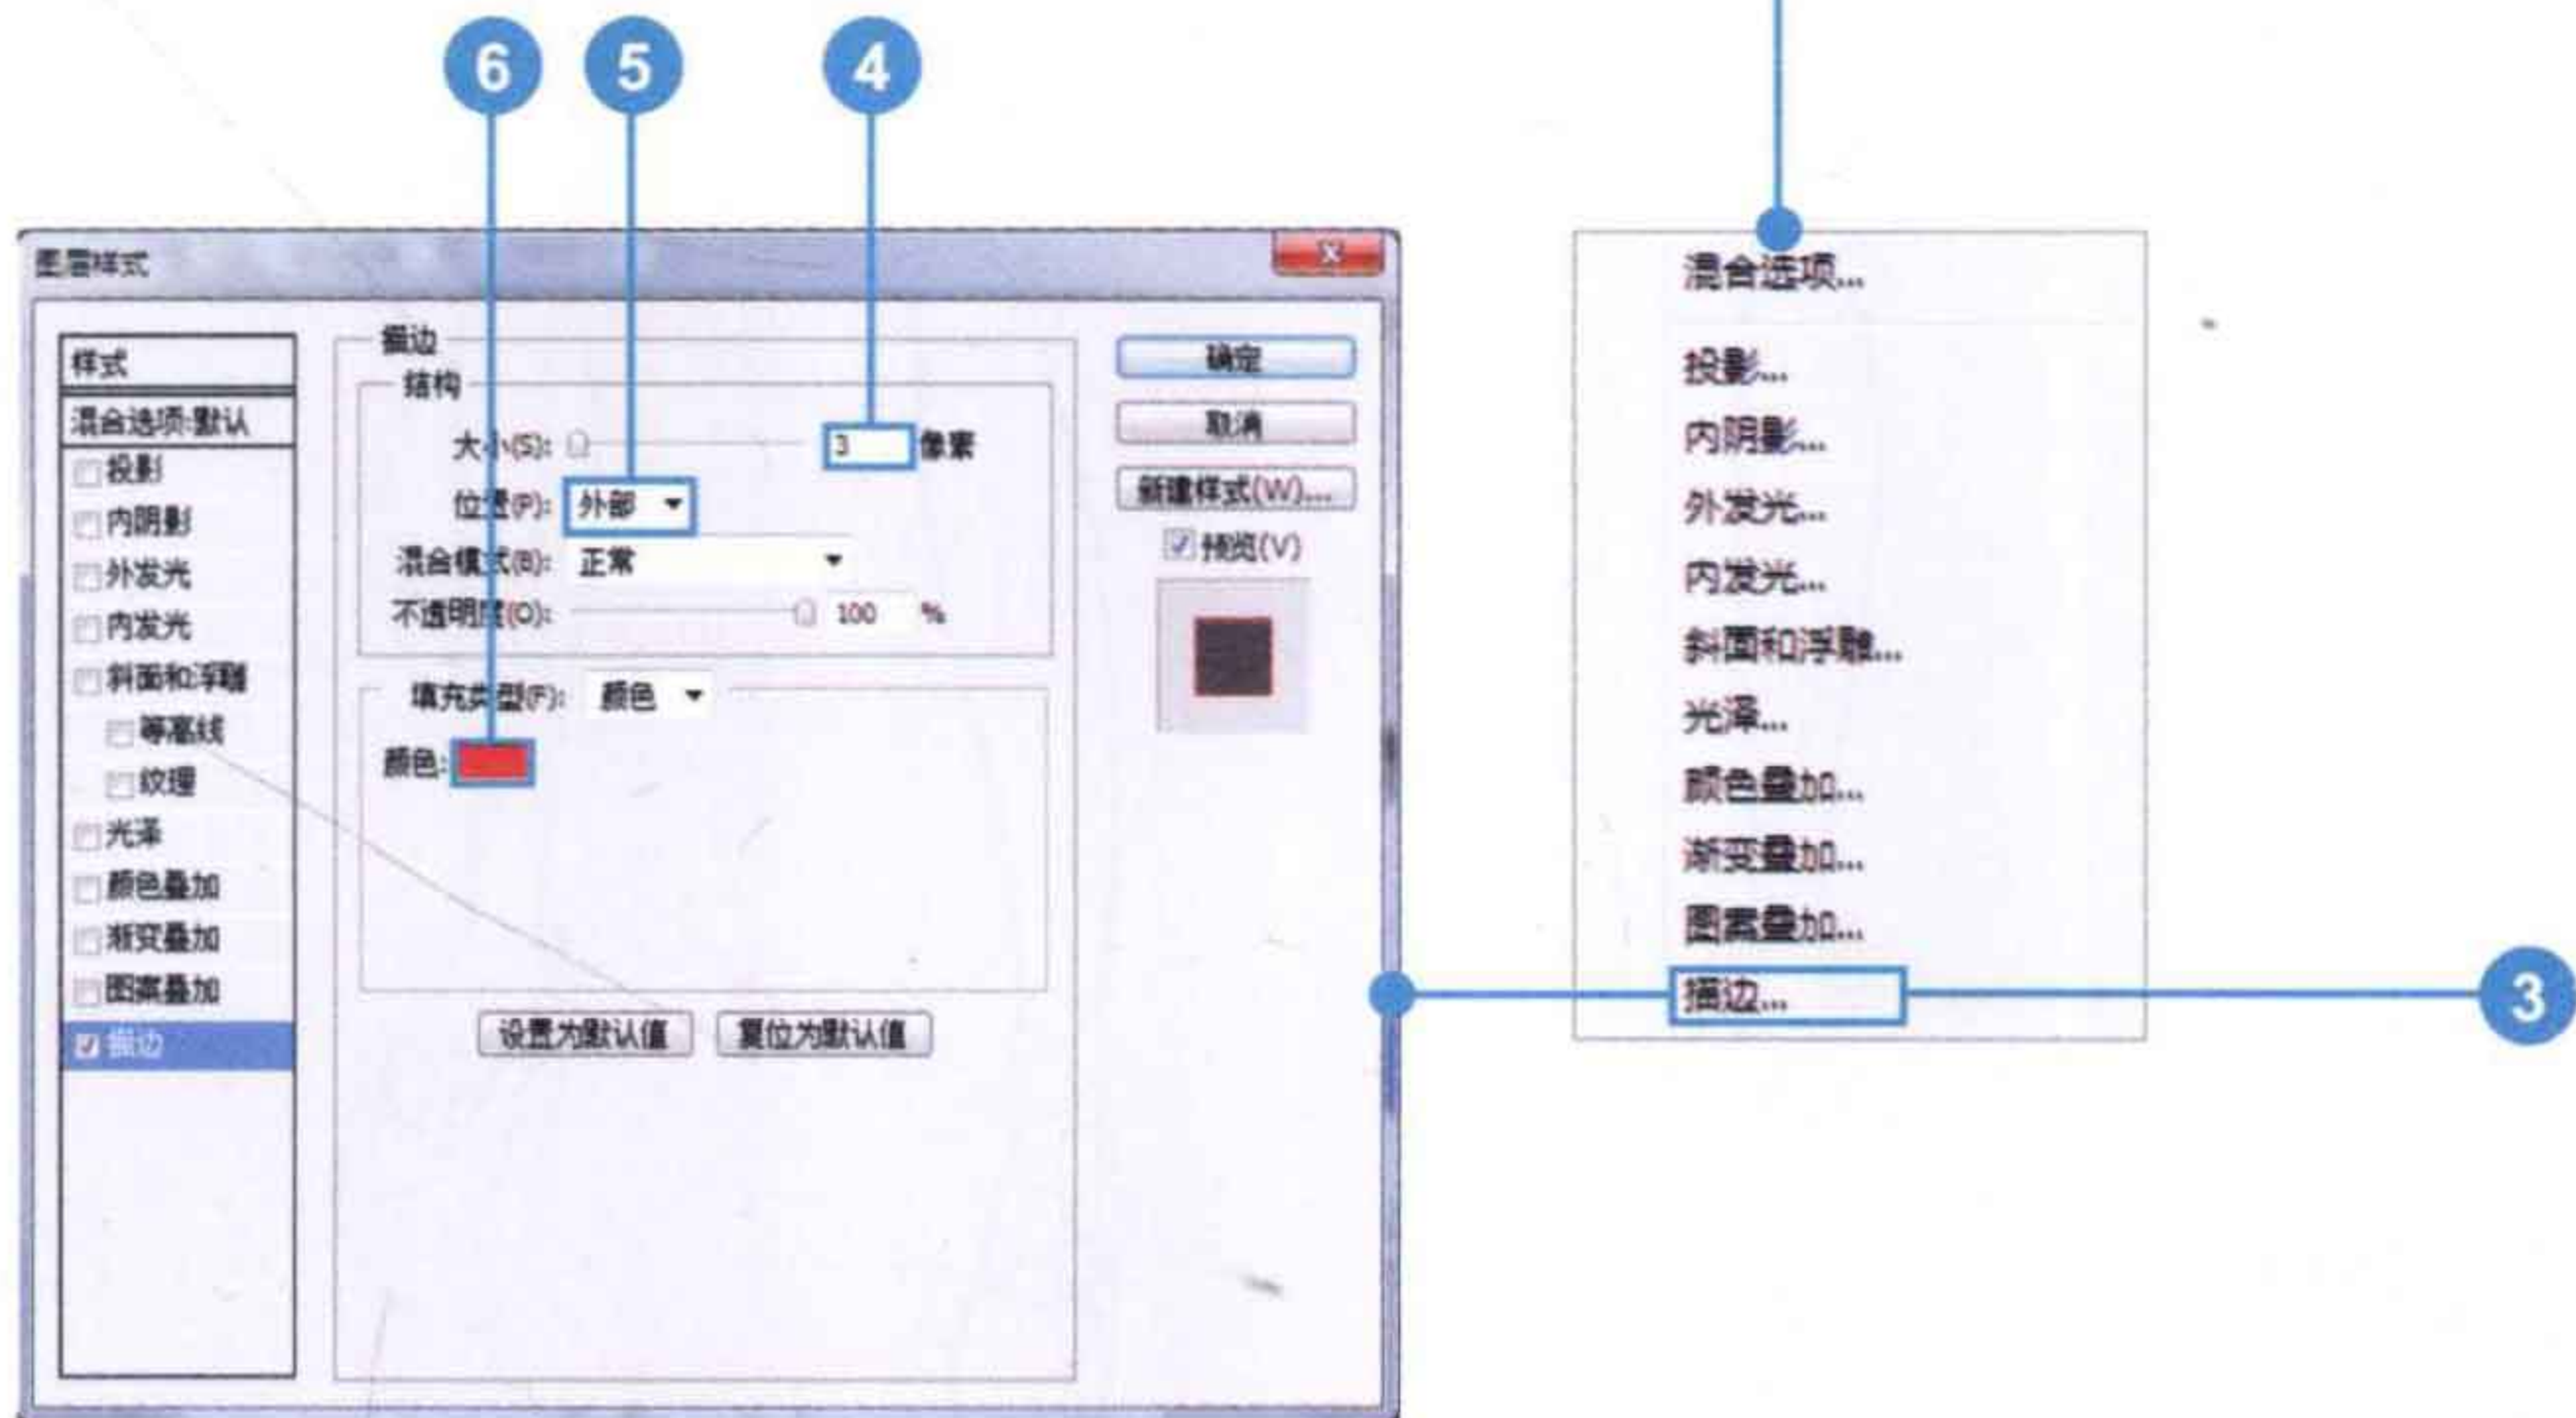 6 5 4
图层样式
样式
混合选项:默认
投影
内阴影
外发光
内发光
斜面和浮雕
等高线
纹理
光泽
颜色叠加
渐变叠加
图案叠加
描边
描边
结构
大小(S): 3 像素
位置(P): 外部
混合模式(B): 正常
不透明度(O): 100 %
填充类型(F): 颜色
颜色:
设置为默认值 复位为默认值
确定
取消
新建样式(W)...
预览(V)
混合选项...
投影...
内阴影...
外发光...
内发光...
斜面和浮雕...
光泽...
颜色叠加...
渐变叠加...
图案叠加...
描边...
3